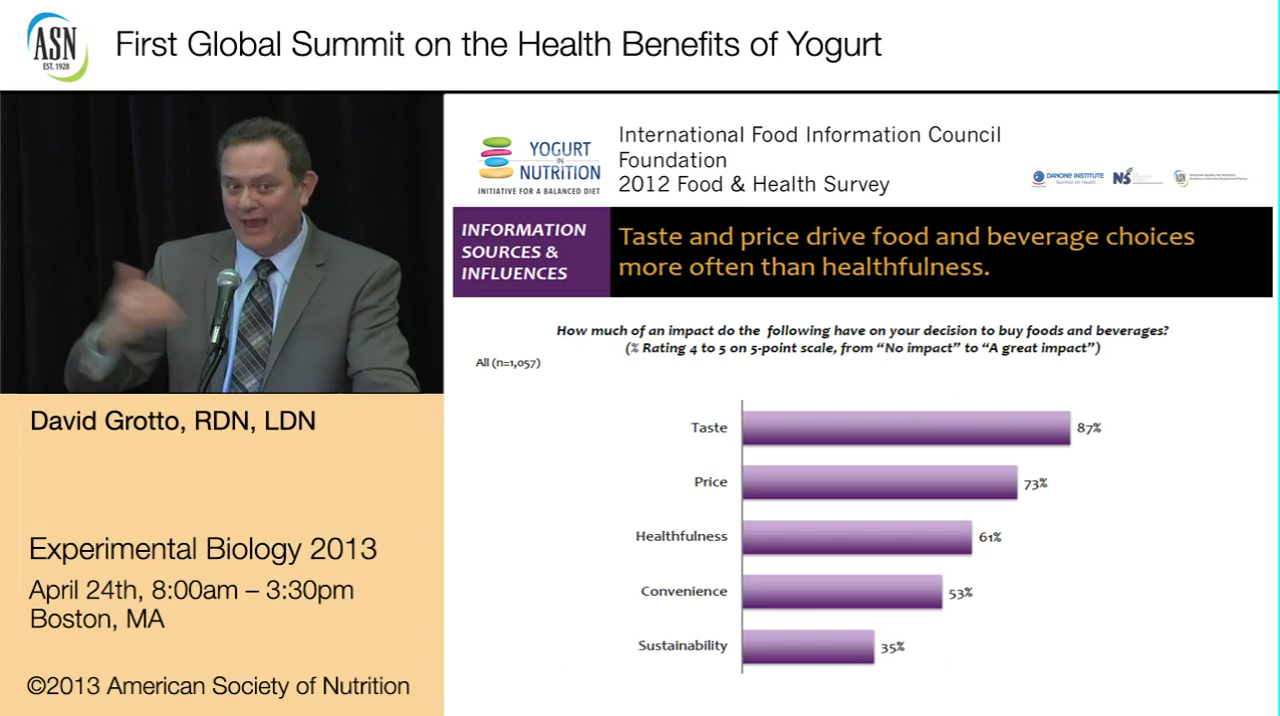 ASN
EST. 1928
First Global Summit on the Health Benefits of Yogurt
YOGURT
IN
NUTRITION
INITIATIVE FOR A BALANCED DIET
International Food Information Council
Foundation
2012 Food & Health Survey
DANONE INSTITUTE
Nutrition for Health
NS
ASN
INFORMATION
SOURCES &
INFLUENCES
Taste and price drive food and beverage choices
more often than healthfulness.
How much of an impact do the following have on your decision to buy foods and beverages?
(% Rating 4 to 5 on 5-point scale, from “No impact” to “A great impact”)
All (n=1,057)
Taste 87%
Price 73%
Healthfulness 61%
Convenience 53%
Sustainability 35%
David Grotto, RDN, LDN
Experimental Biology 2013
April 24th, 8:00am – 3:30pm
Boston, MA
©2013 American Society of Nutrition